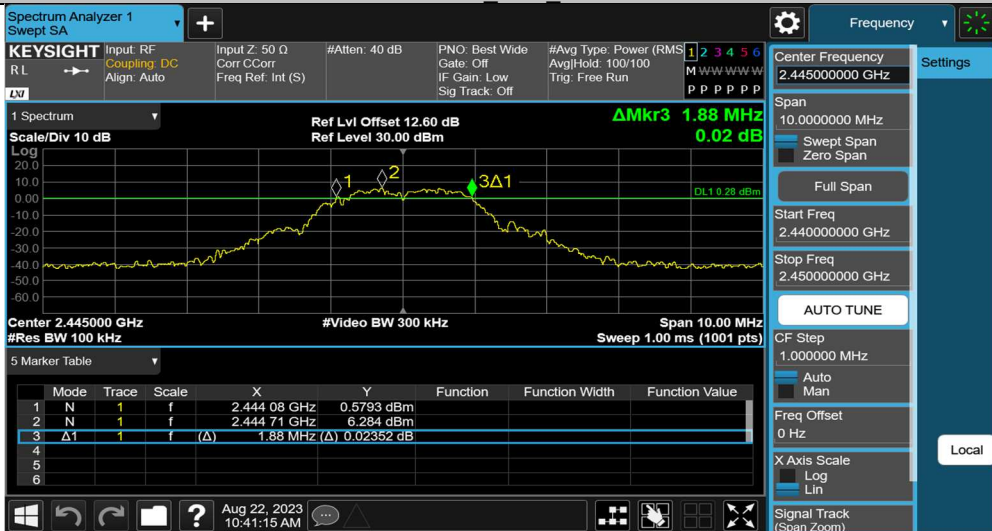 Spectrum Analyzer 1
Swept SA
+
Frequency
KEYSIGHT
RL
LXI
Input: RF
Coupling: DC
Align: Auto
Input Z: 50 Ω
Corr CCorr
Freq Ref: Int (S)
#Atten: 40 dB
PNO: Best Wide
Gate: Off
IF Gain: Low
Sig Track: Off
#Avg Type: Power (RMS
Avg|Hold: 100/100
Trig: Free Run
1 2 3 4 5 6
M W W W W W
P P P P P P
1 Spectrum
Scale/Div 10 dB
Ref Lvl Offset 12.60 dB
Ref Level 30.00 dBm
ΔMkr3 1.88 MHz
0.02 dB
Log
20.0
10.0
0.00
-10.0
-20.0
-30.0
-40.0
-50.0
-60.0
1
2
3Δ1
DL1 0.28 dBm
Center 2.445000 GHz
#Video BW 300 kHz
Span 10.00 MHz
#Res BW 100 kHz
Sweep 1.00 ms (1001 pts)
5 Marker Table
Mode Trace Scale X Y Function Function Width Function Value
1 N 1 f 2.444 08 GHz 0.5793 dBm
2 N 1 f 2.444 71 GHz 6.284 dBm
3 Δ1 1 f (Δ) 1.88 MHz (Δ) 0.02352 dB
4
5
6
Aug 22, 2023
10:41:15 AM
?
Center Frequency
2.445000000 GHz
Span
10.0000000 MHz
Swept Span
Zero Span
Full Span
Start Freq
2.440000000 GHz
Stop Freq
2.450000000 GHz
AUTO TUNE
CF Step
1.000000 MHz
Auto
Man
Freq Offset
0 Hz
X Axis Scale
Log
Lin
Signal Track
(Span Zoom)
Settings
Local